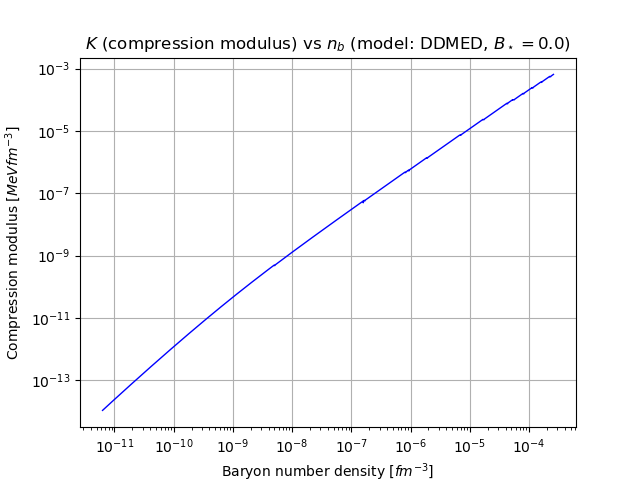 K (compression modulus) vs n_b (model: DDMED, B_⋆ = 0.0)
10^−3
10^−5
10^−7
10^−9
10^−11
10^−13
Compression modulus [MeVfm^−3]
10^−11 10^−10 10^−9 10^−8 10^−7 10^−6 10^−5 10^−4
Baryon number density [fm^−3]